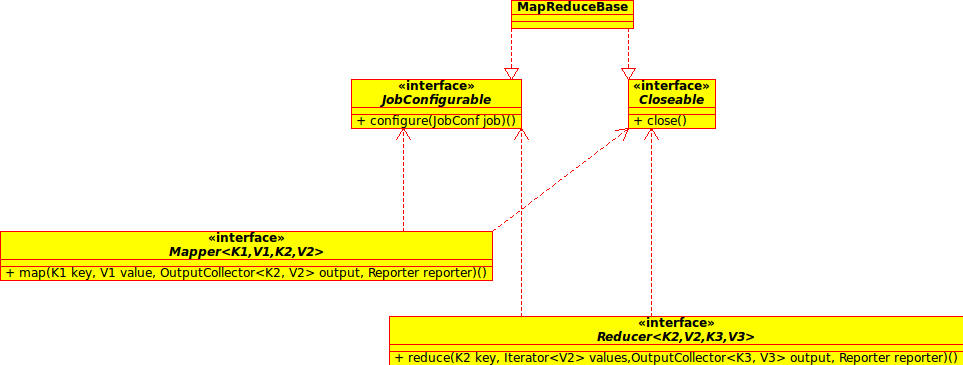 MapReduceBase
«interface»
JobConfigurable
+ configure(JobConf job)()
«interface»
Closeable
+ close()
«interface»
Mapper<K1,V1,K2,V2>
+ map(K1 key, V1 value, OutputCollector<K2, V2> output, Reporter reporter)()
«interface»
Reducer<K2,V2,K3,V3>
+ reduce(K2 key, Iterator<V2> values,OutputCollector<K3, V3> output, Reporter reporter)()